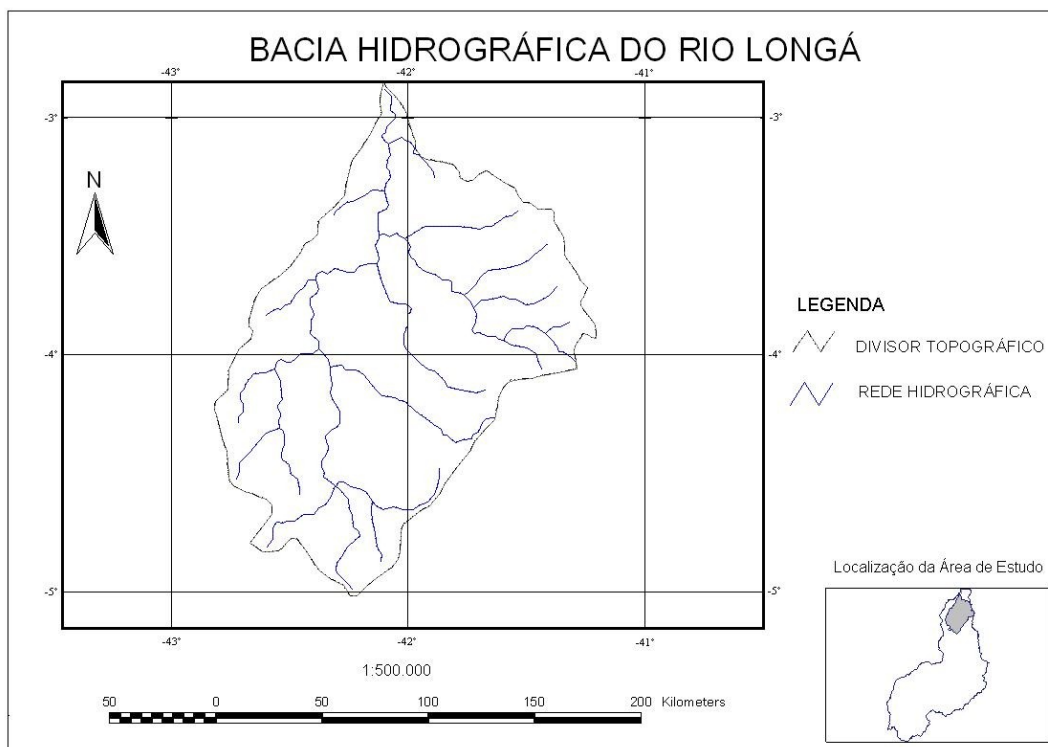 BACIA HIDROGRÁFICA DO RIO LONGÁ
-43° -42° -41°
-3° -3°
N
LEGENDA
DIVISOR TOPOGRÁFICO
-4° -4°
REDE HIDROGRÁFICA
Localização da Área de Estudo
-5° -5°
-43° -42° -41°
1:500.000
50 0 50 100 150 200 Kilometers